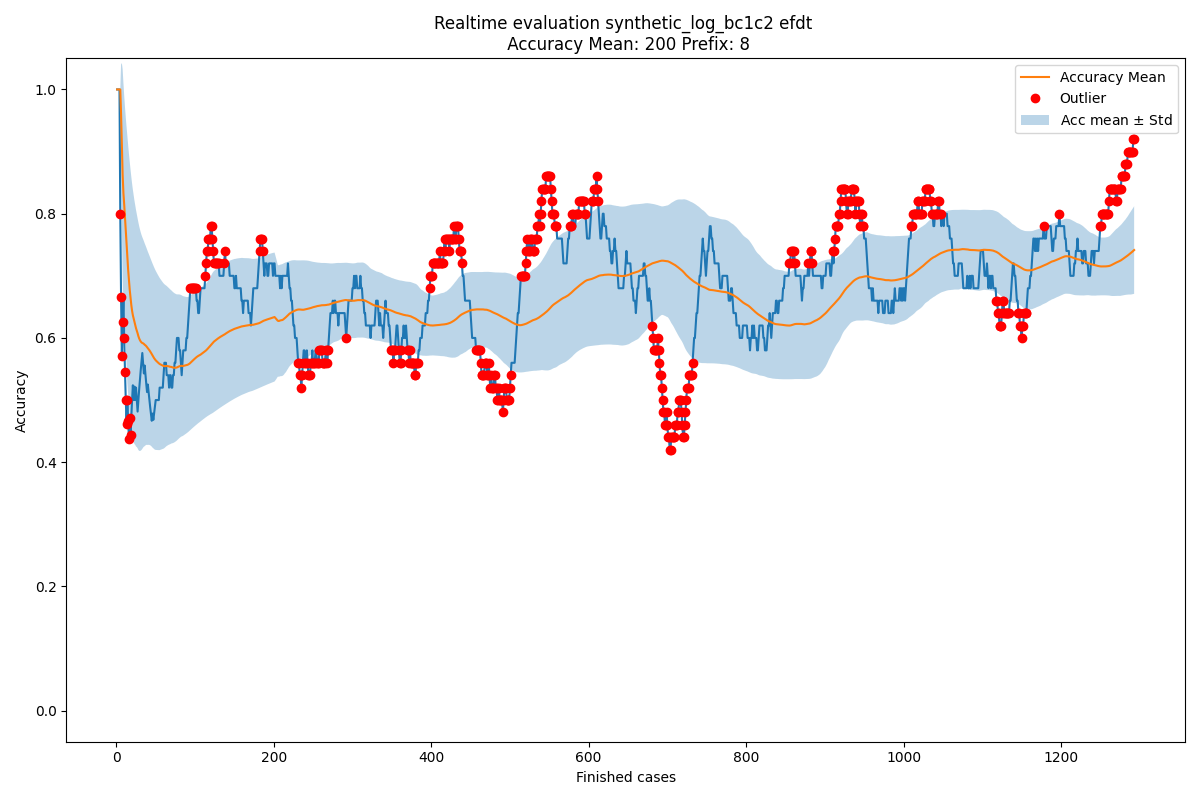 Realtime evaluation synthetic_log_bc1c2 efdt
Accuracy Mean: 200 Prefix: 8
Accuracy Mean
Outlier
Acc mean ± Std
1.0
0.8
0.6
0.4
0.2
0.0
Accuracy
0
200
400
600
800
1000
1200
Finished cases